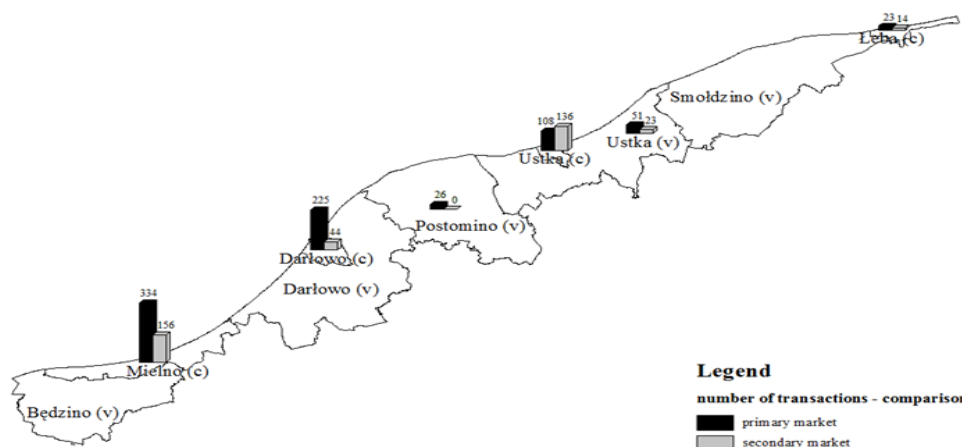 23 14
Łeba (c)
Smołdzino (v)
51 23
Ustka (v)
108 136
Ustka (c)
26 0
Postomino (v)
225
44
Darłowo (c)
Darłowo (v)
334
156
Mielno (c)
Będzino (v)
Legend
number of transactions - comparison
primary market
secondary market